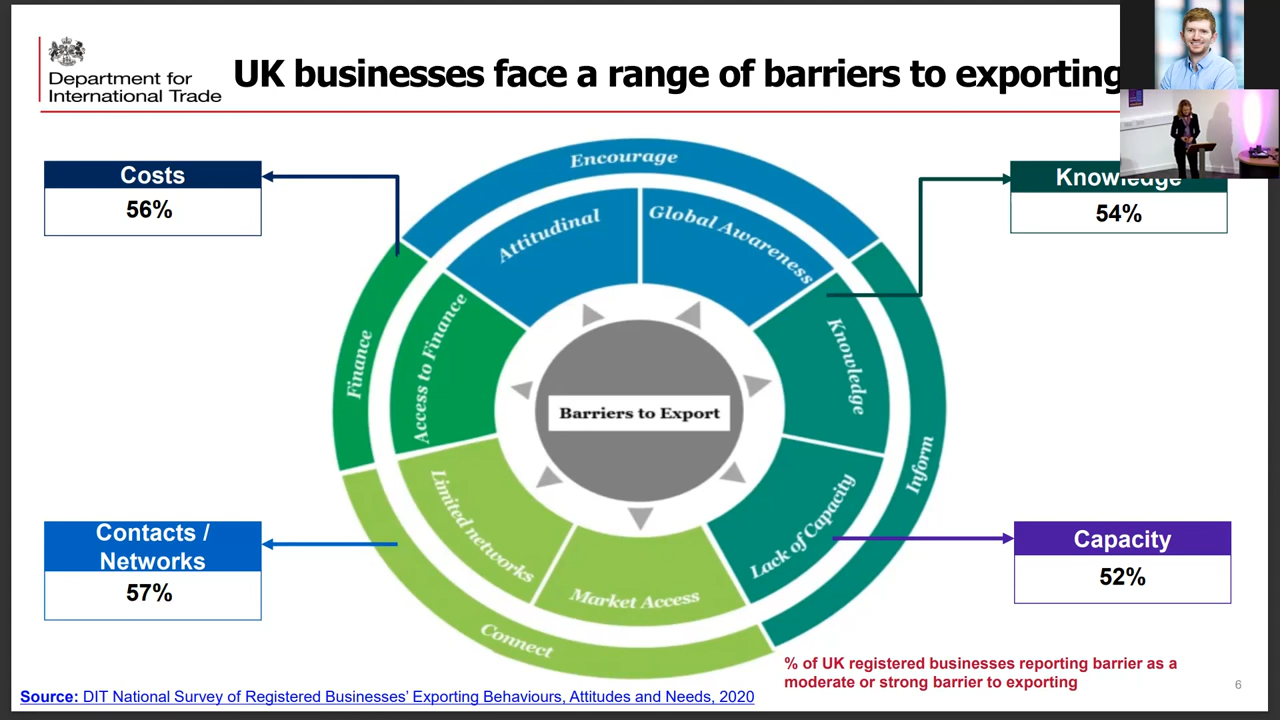 Department for
International Trade
UK businesses face a range of barriers to exporting
Costs
56%
Knowledge
54%
Encourage
Attitudinal
Global Awareness
Finance
Access to Finance
Knowledge
Inform
Barriers to Export
Limited networks
Lack of Capacity
Market Access
Connect
Contacts /
Networks
57%
Capacity
52%
% of UK registered businesses reporting barrier as a
moderate or strong barrier to exporting
Source: DIT National Survey of Registered Businesses' Exporting Behaviours, Attitudes and Needs, 2020
6